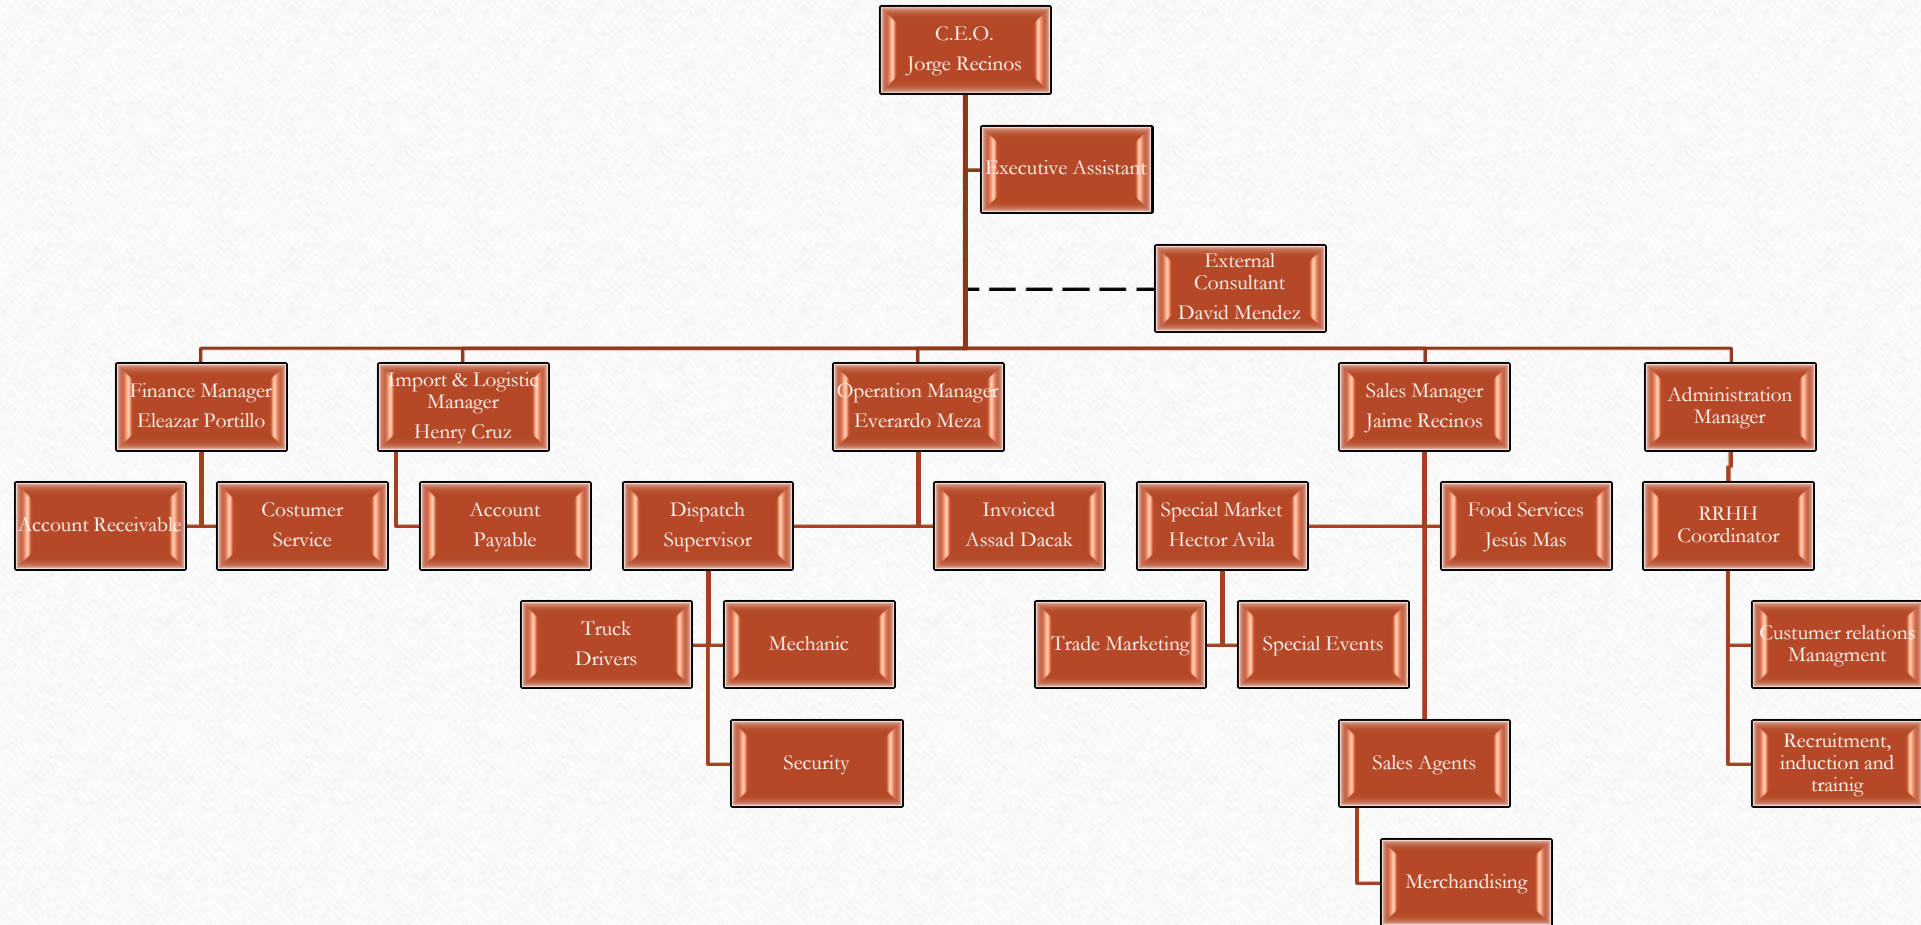 C.E.O.
Jorge Recinos
Executive Assistant
External
Consultant
David Mendez
Finance Manager
Eleazar Portillo
Import & Logistic
Manager
Henry Cruz
Operation Manager
Everardo Meza
Sales Manager
Jaime Recinos
Administration
Manager
Account Receivable
Costumer
Service
Account
Payable
Dispatch
Supervisor
Invoiced
Assad Dacak
Special Market
Hector Avila
Food Services
Jesús Mas
RRHH
Coordinator
Truck
Drivers
Mechanic
Trade Marketing
Special Events
Custumer relations
Managment
Security
Sales Agents
Recruitment,
induction and
trainig
Merchandising